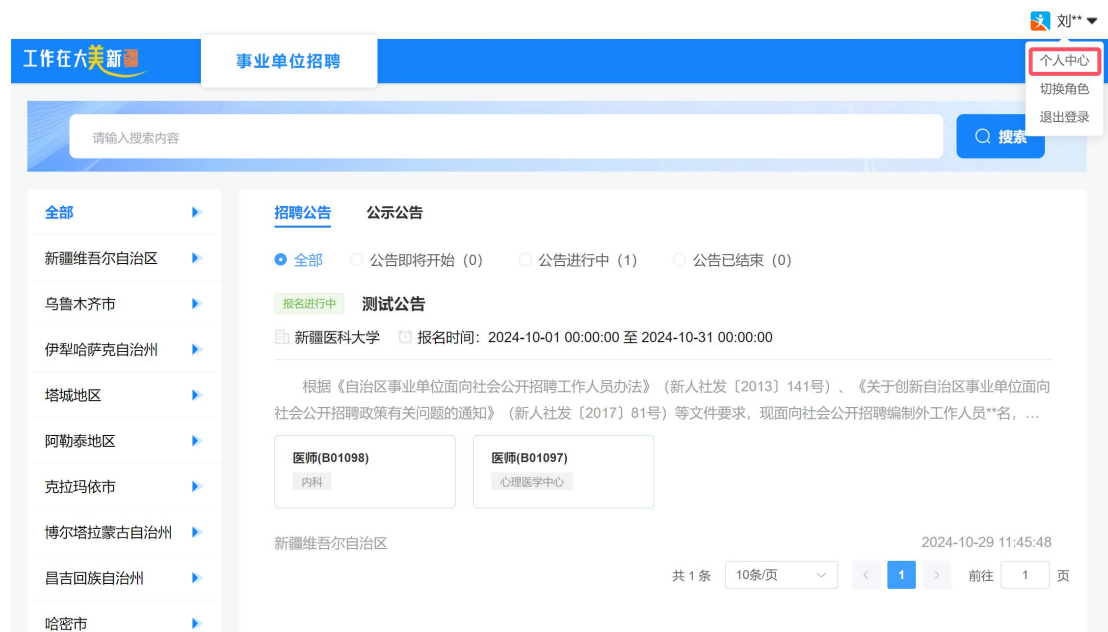 刘**
工作在大美新疆
事业单位招聘
个人中心
切换角色
退出登录
请输入搜索内容
搜索
全部
新疆维吾尔自治区
乌鲁木齐市
伊犁哈萨克自治州
塔城地区
阿勒泰地区
克拉玛依市
博尔塔拉蒙古自治州
昌吉回族自治州
哈密市
招聘公告 公示公告
全部 公告即将开始（0） 公告进行中（1） 公告已结束（0）
报名进行中 测试公告
新疆医科大学 报名时间：2024-10-01 00:00:00 至 2024-10-31 00:00:00
根据《自治区事业单位面向社会公开招聘工作人员办法》（新人社发〔2013〕141号）、《关于创新自治区事业单位面向
社会公开招聘政策有关问题的通知》（新人社发〔2017〕81号）等文件要求，现面向社会公开招聘编制外工作人员**名，…
医师(B01098)
内科
医师(B01097)
心理医学中心
新疆维吾尔自治区 2024-10-29 11:45:48
共 1 条 10条/页 < 1 > 前往 1 页